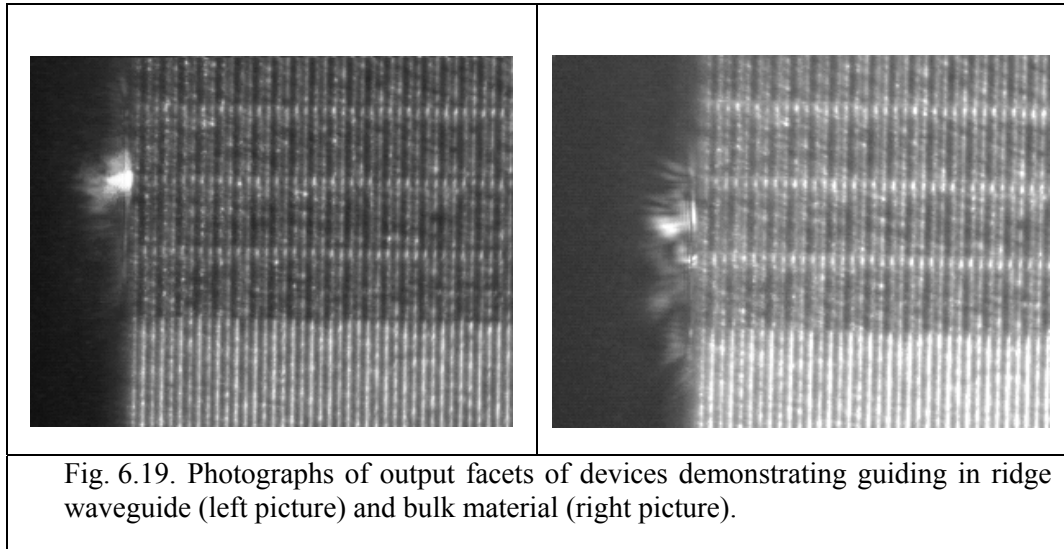 Fig. 6.19. Photographs of output facets of devices demonstrating guiding in ridge
waveguide (left picture) and bulk material (right picture).